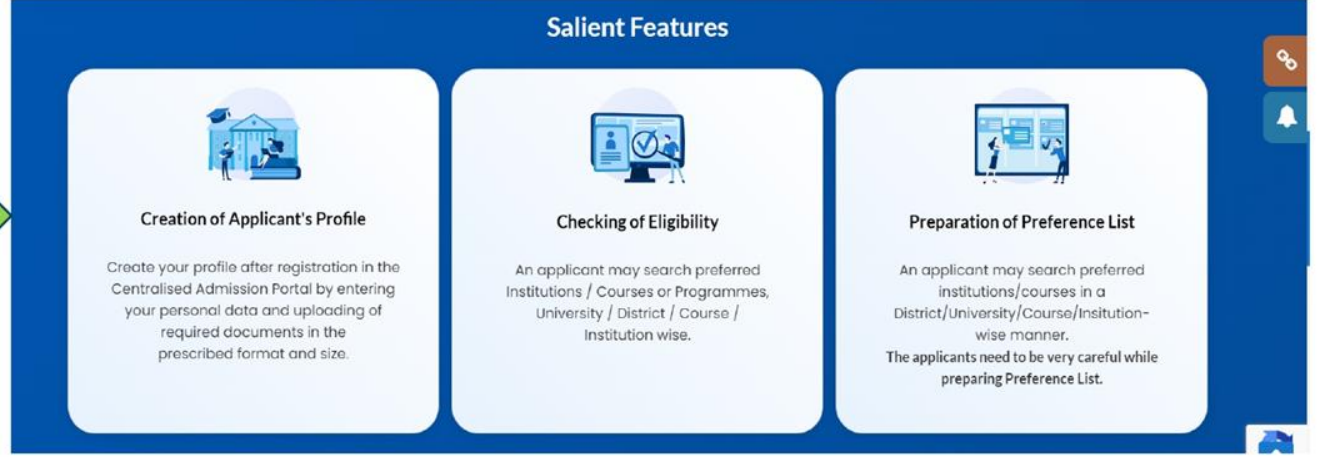 Salient Features
Creation of Applicant's Profile
Create your profile after registration in the
Centralised Admission Portal by entering
your personal data and uploading of
required documents in the
prescribed format and size.
Checking of Eligibility
An applicant may search preferred
Institutions / Courses or Programmes,
University / District / Course /
Institution wise.
Preparation of Preference List
An applicant may search preferred
institutions/courses in a
District/University/Course/Insitution-
wise manner.
The applicants need to be very careful while
preparing Preference List.